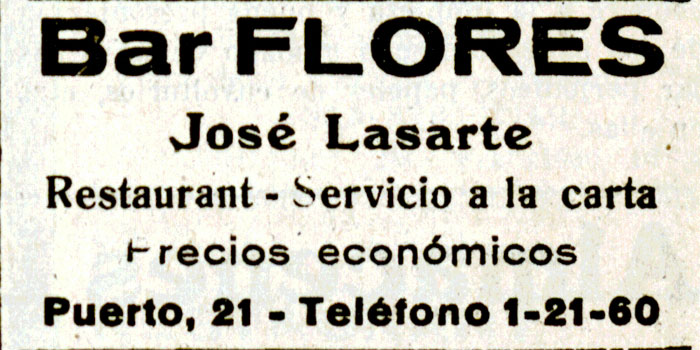 Bar FLORES
José Lasarte
Restaurant - Servicio a la carta
Precios económicos
Puerto, 21 - Teléfono 1-21-60